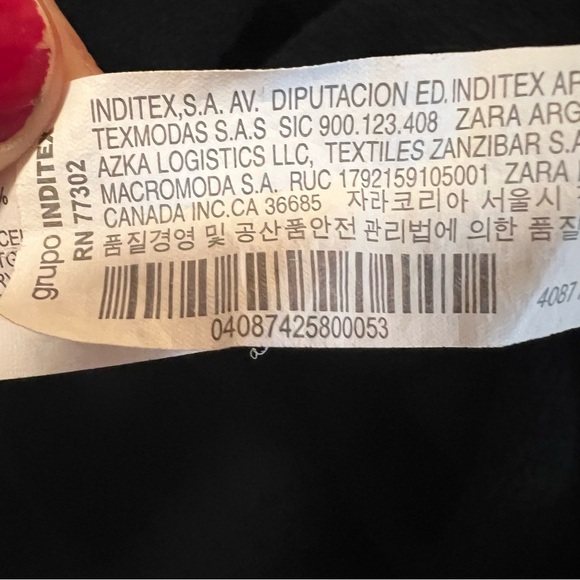 INDITEX,S.A. AV. DIPUTACION ED. INDITEX
TEXMODAS S.A.S SIC 900.123.408 ZARA ARG
AZKA LOGISTICS LLC, TEXTILES ZANZIBAR S.A
MACROMODA S.A. RUC 1792159105001 ZARA
CANADA INC.CA 36685 자라코리아 서울시
품질경영 및 공산품안전 관리법에 의한 품질
04087425800053
4087
grupo INDITEX
RN 77302